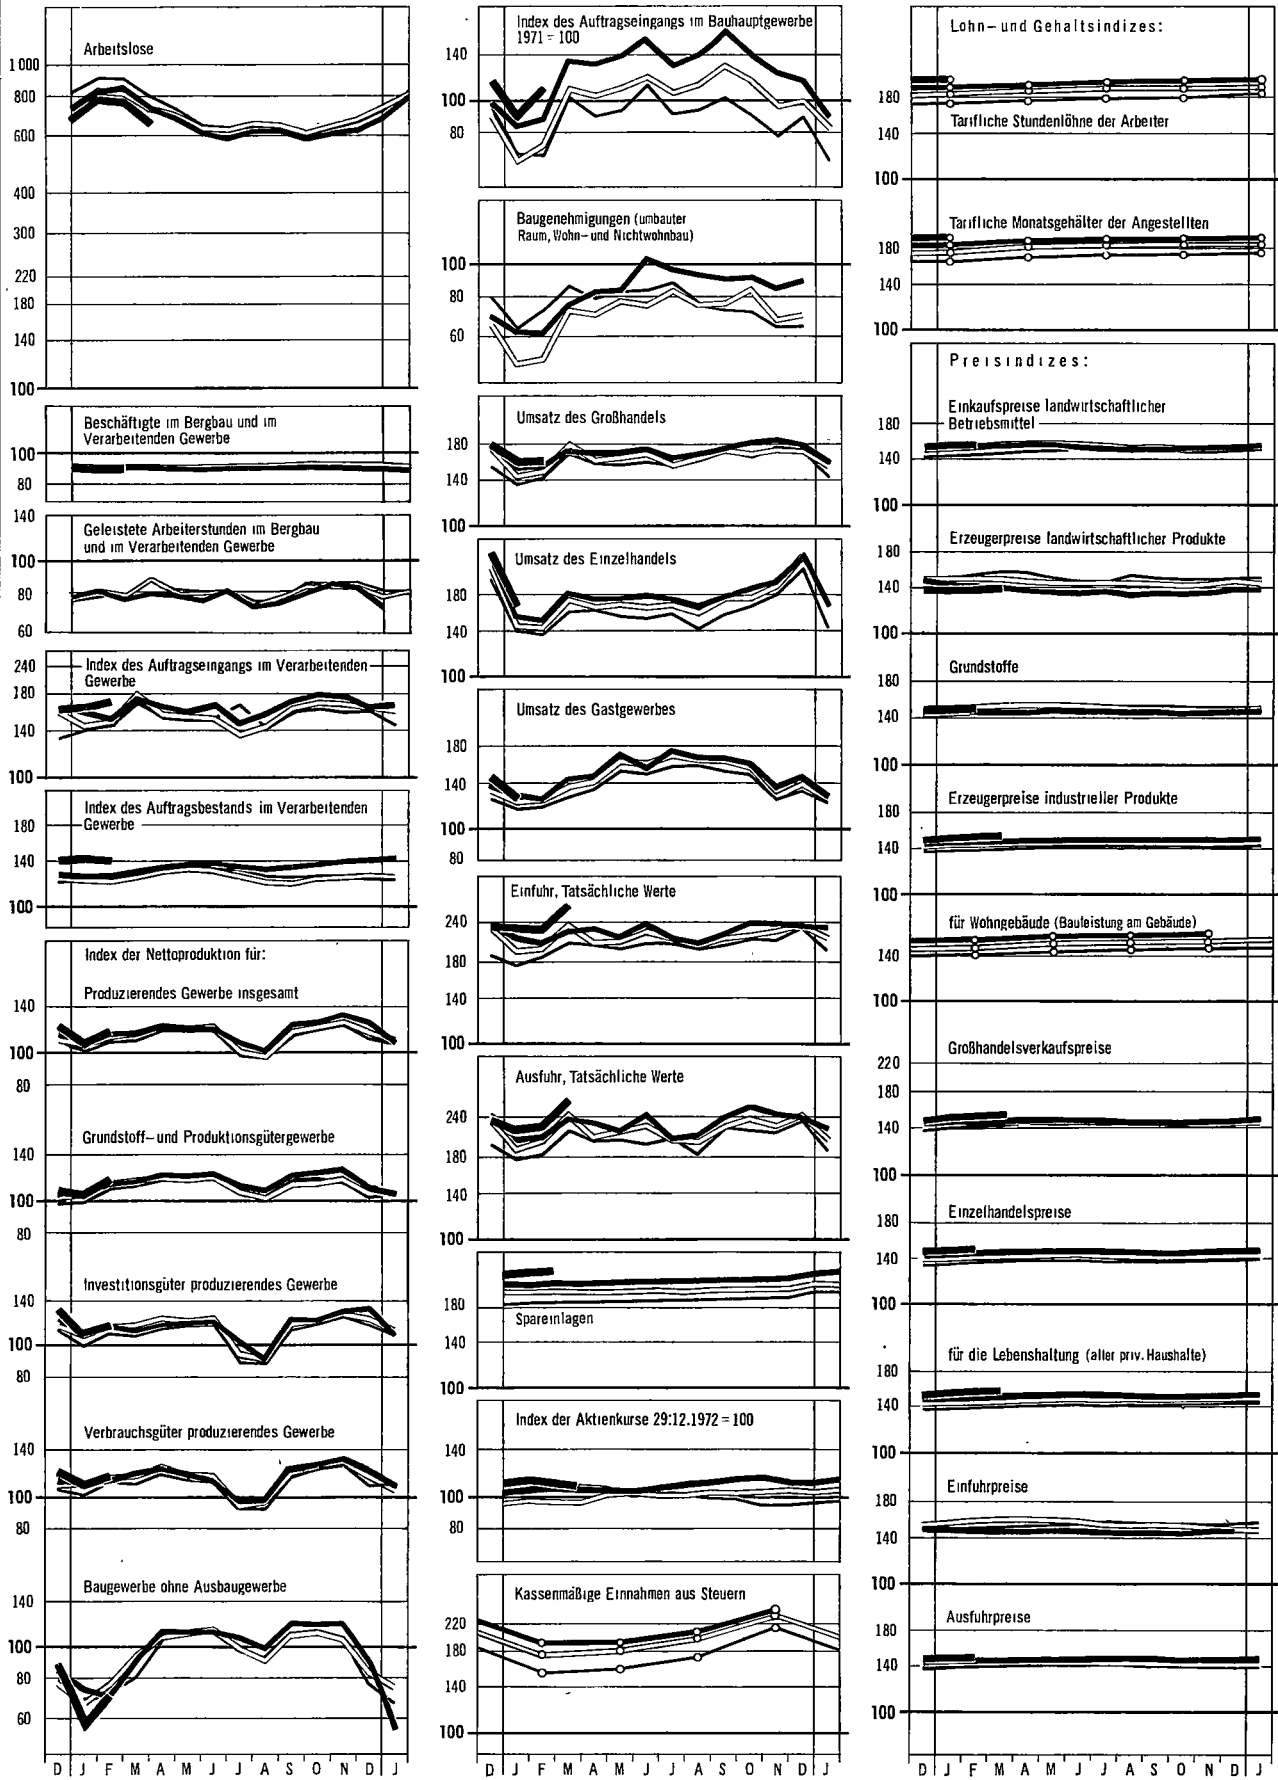 Arbeitslose
1000
900
800
600
400
300
220
180
140
100
Beschäftigte im Bergbau und im
Verarbeitenden Gewerbe
100
80
140
Geleistete Arbeiterstunden im Bergbau
und im Verarbeitenden Gewerbe
100
80
60
240
Index des Auftragseingangs im Verarbeitenden
Gewerbe
180
140
100
Index des Auftragsbestands im Verarbeitenden
Gewerbe
180
140
100
Index der Nettoproduktion für:
Produzierendes Gewerbe insgesamt
140
100
80
Grundstoff- und Produktionsgütergewerbe
140
100
80
Investitionsgüter produzierendes Gewerbe
140
100
80
Verbrauchsgüter produzierendes Gewerbe
140
100
80
Baugewerbe ohne Ausbaugewerbe
140
100
80
60
D J F M A M J J A S O N D J
Index des Auftragseingangs im Bauhauptgewerbe
1971 = 100
140
100
80
Baugenehmigungen (umbauter
Raum, Wohn- und Nichtwohnbau)
100
80
60
Umsatz des Großhandels
180
140
100
Umsatz des Einzelhandels
180
140
100
Umsatz des Gastgewerbes
180
140
100
80
Einfuhr, Tatsächliche Werte
240
180
140
100
Ausfuhr, Tatsächliche Werte
240
180
140
100
180
Spareinlagen
140
100
Index der Aktienkurse 29.12.1972 = 100
140
100
80
Kassenmäßige Einnahmen aus Steuern
220
180
140
100
D J F M A M J J A S O N D J
Lohn- und Gehaltsindizes:
180
Tarifliche Stundenlöhne der Arbeiter
140
100
Tarifliche Monatsgehälter der Angestellten
180
140
100
Preisindizes:
Einkaufspreise landwirtschaftlicher
Betriebsmittel
180
140
100
Erzeugerpreise landwirtschaftlicher Produkte
180
140
100
Grundstoffe
180
140
100
Erzeugerpreise industrieller Produkte
180
140
100
für Wohngebäude (Bauleistung am Gebäude)
140
100
Großhandelsverkaufspreise
220
180
140
100
Einzelhandelspreise
180
140
100
für die Lebenshaltung (aller priv. Haushalte)
180
140
100
Einfuhrpreise
180
140
100
Ausfuhrpreise
180
140
100
D J F M A M J J A S O N D J